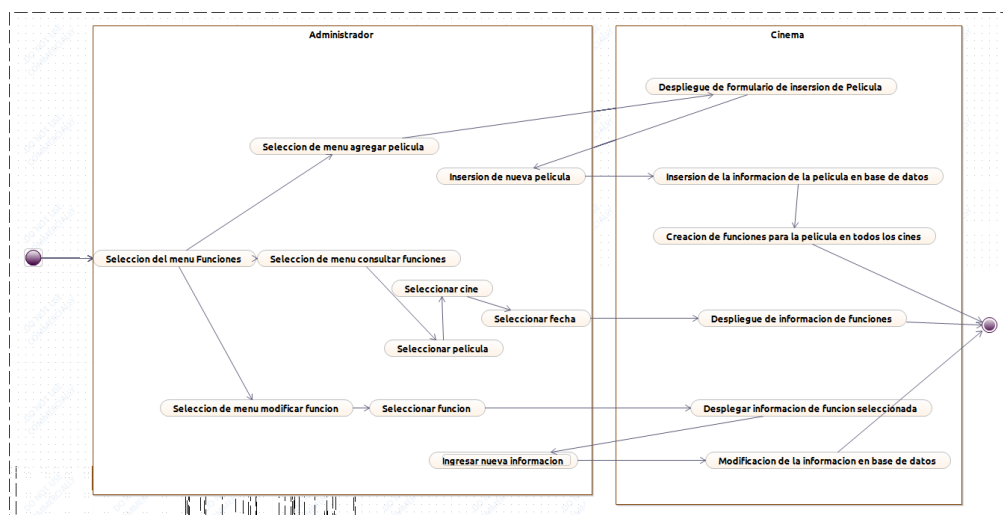 Administrador
Cinema
Despliegue de formulario de insersion de Pelicula
Seleccion de menu agregar pelicula
Insersion de nueva pelicula
Insersion de la informacion de la pelicula en base de datos
Creacion de funciones para la pelicula en todos los cines
Seleccion del menu Funciones
Seleccion de menu consultar funciones
Seleccionar cine
Seleccionar fecha
Despliegue de informacion de funciones
Seleccionar pelicula
Seleccion de menu modificar funcion
Seleccionar funcion
Desplegar informacion de funcion seleccionada
Ingresar nueva informacion
Modificacion de la informacion en base de datos